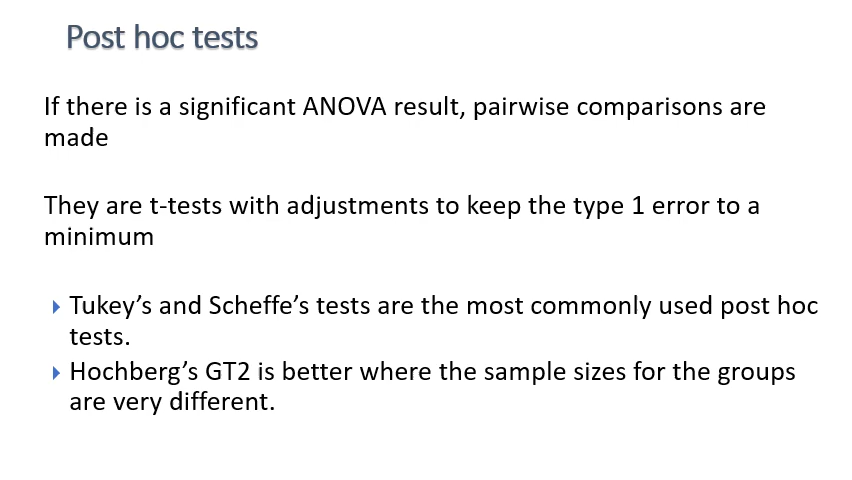 Post hoc tests
If there is a significant ANOVA result, pairwise comparisons are
made
They are t-tests with adjustments to keep the type 1 error to a
minimum
Tukey’s and Scheffe’s tests are the most commonly used post hoc
tests.
Hochberg’s GT2 is better where the sample sizes for the groups
are very different.